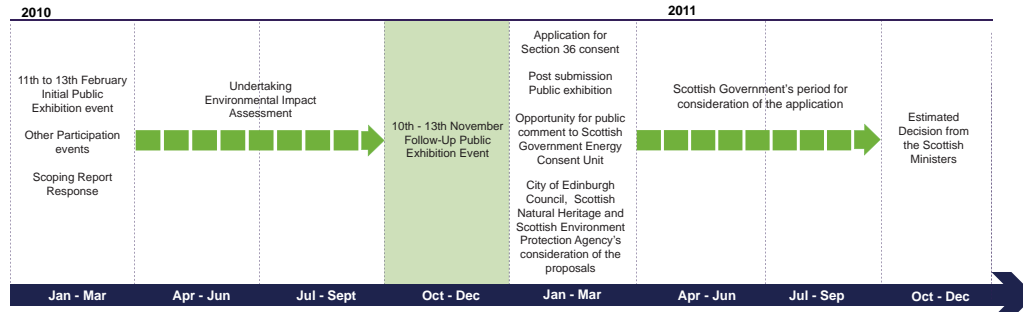 2010
2011
11th to 13th February
Initial Public
Exhibition event
Other Participation
events
Scoping Report
Response
Undertaking
Environmental Impact
Assessment
10th - 13th November
Follow-Up Public
Exhibition Event
Application for
Section 36 consent
Post submission
Public exhibition
Opportunity for public
comment to Scottish
Government Energy
Consent Unit
City of Edinburgh
Council, Scottish
Natural Heritage and
Scottish Environment
Protection Agency's
consideration of the
proposals
Scottish Government's period for
consideration of the application
Estimated
Decision from
the Scottish
Ministers
Jan - Mar
Apr - Jun
Jul - Sept
Oct - Dec
Jan - Mar
Apr - Jun
Jul - Sep
Oct - Dec